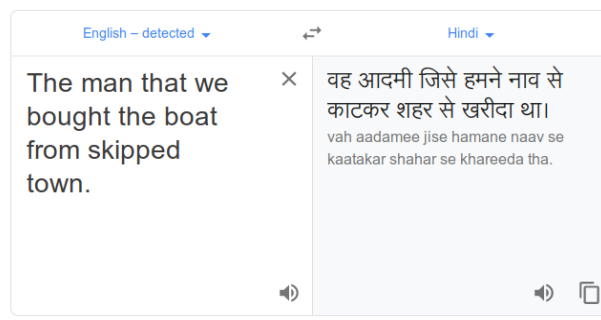 English – detected
Hindi
The man that we
bought the boat
from skipped
town.
वह आदमी जिसे हमने नाव से
काटकर शहर से खरीदा था।
vah aadamee jise hamane naav se
kaatakar shahar se khareeda tha.